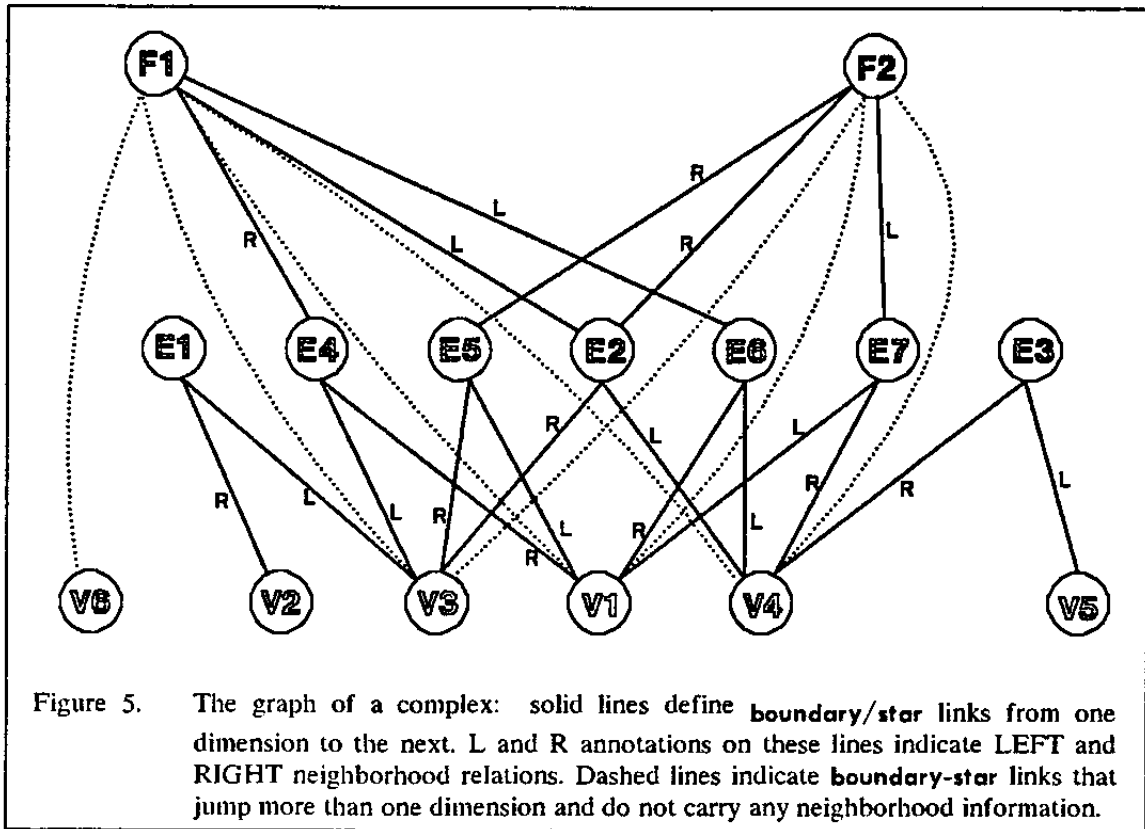 F1 F2
R
L
R R
L L
E1 E4 E5 E2 E6 E7 E3
R L
R L L R L R L R L
R R
V6 V2 V3 V1 V4 V5
Figure 5. The graph of a complex: solid lines define boundary/star links from one
dimension to the next. L and R annotations on these lines indicate LEFT and
RIGHT neighborhood relations. Dashed lines indicate boundary-star links that
jump more than one dimension and do not carry any neighborhood information.